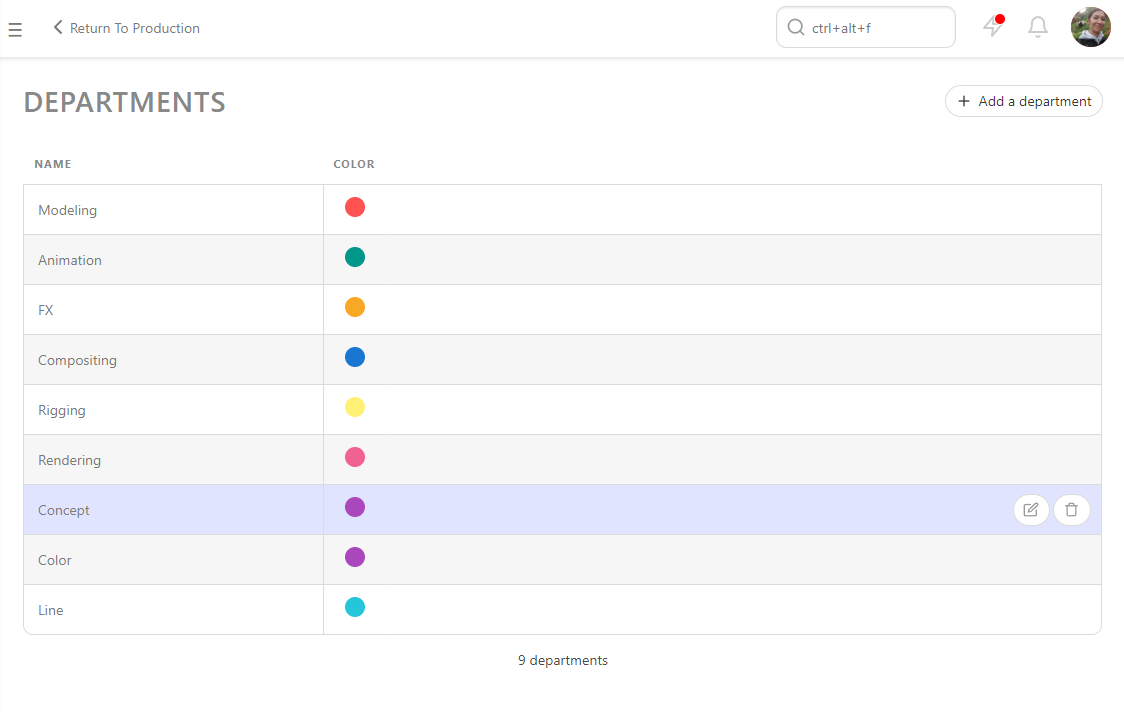 Return To Production
ctrl+alt+f
DEPARTMENTS
Add a department
NAME COLOR
Modeling
Animation
FX
Compositing
Rigging
Rendering
Concept
Color
Line
9 departments